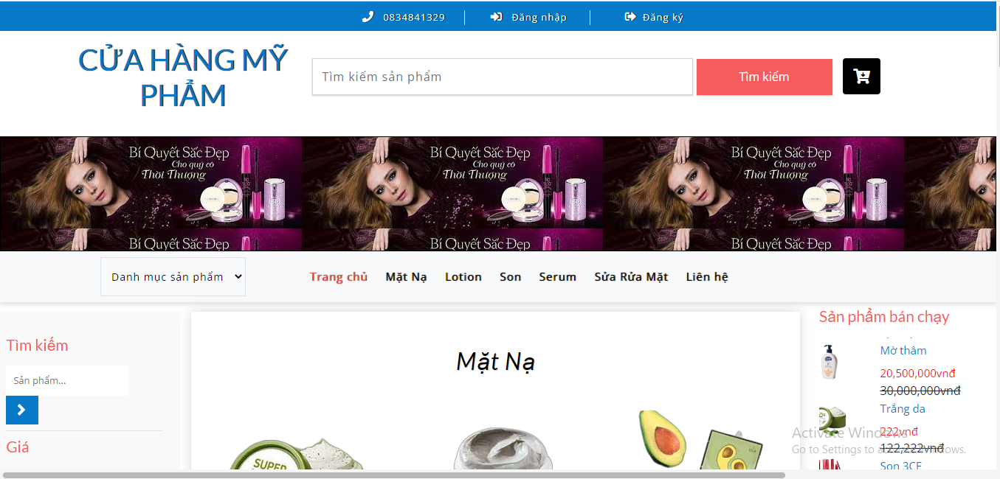 0834841329
Đăng nhập
Đăng ký
CỬA HÀNG MỸ
PHẨM
Tìm kiếm sản phẩm
Tìm kiếm
Bí Quyết Sắc Đẹp
Cho quý cô
Thời Thượng
Bí Quyết Sắc Đẹp
Cho quý cô
Thời Thượng
Bí Quyết Sắc Đẹp
Cho quý cô
Thời Thượng
Bí Quyết Sắc Đẹp
Bí Quyết Sắc Đẹp
Bí Quyết Sắc Đẹp
Danh mục sản phẩm
Trang chủ
Mặt Nạ
Lotion
Son
Serum
Sửa Rửa Mặt
Liên hệ
Tìm kiếm
Sản phẩm...
Giá
Mặt Nạ
SUPER
Sản phẩm bán chạy
Mờ thâm
20,500,000vnđ
30,000,000vnđ
Trắng da
222vnđ
122,222vnđ
Son 3CE
Activate Windows
Go to Settings to activate Windows.